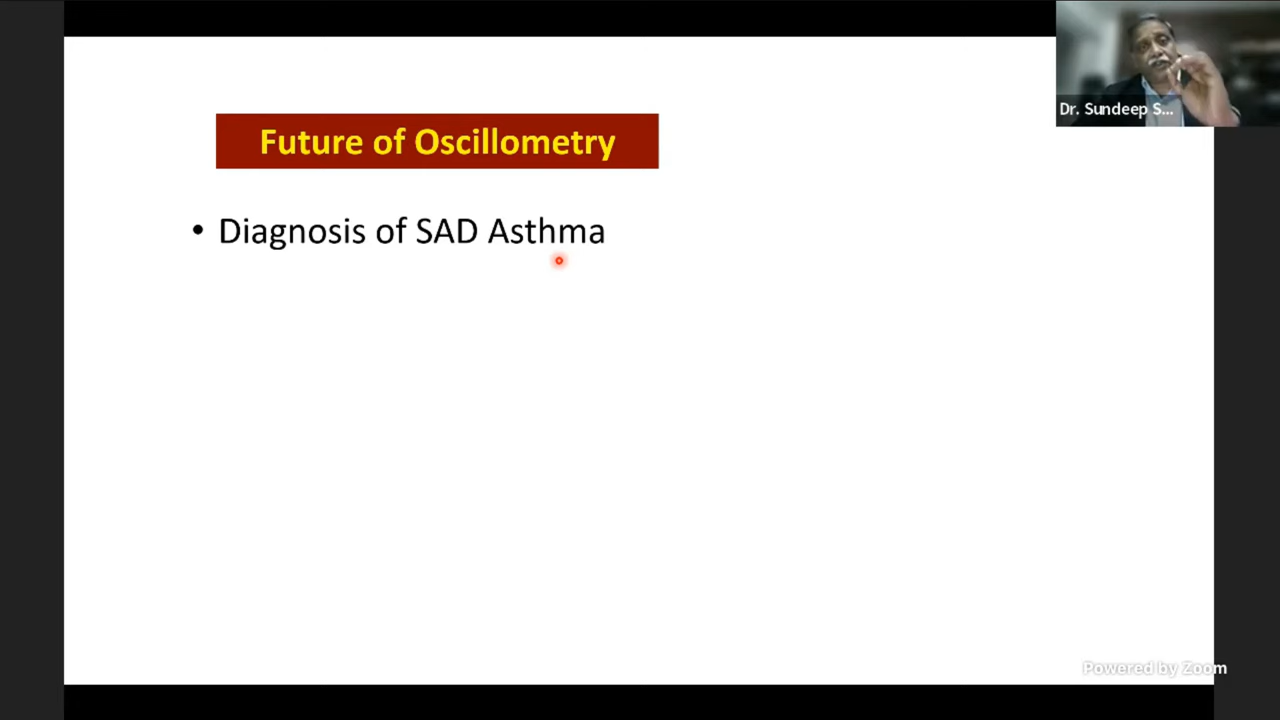 Future of Oscillometry
Dr. Sundeep S...
• Diagnosis of SAD Asthma
Powered by Zoom